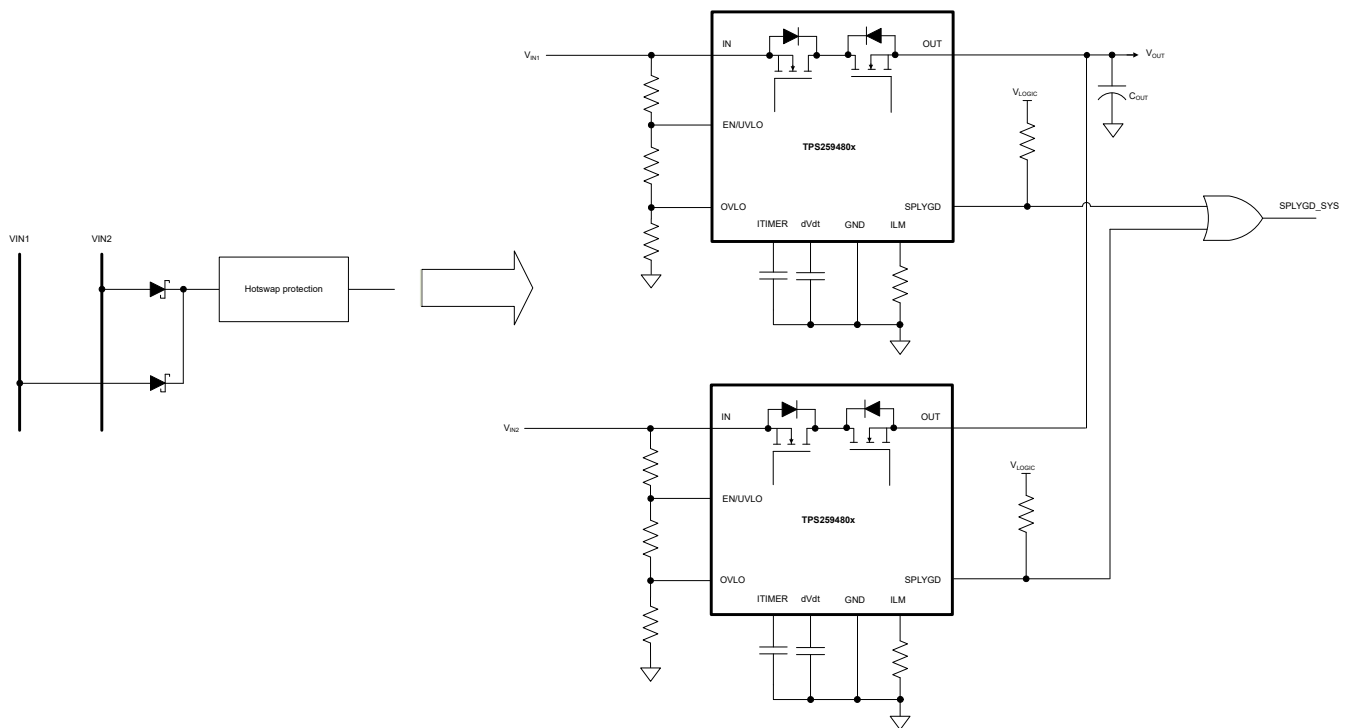 VIN1
VIN2
Hotswap protection
VIN1
IN
OUT
VOUT
COUT
VLOGIC
EN/UVLO
TPS259480x
OVLO
SPLYGD
ITIMER
dVdt
GND
ILM
SPLYGD_SYS
VIN2
IN
OUT
VLOGIC
EN/UVLO
TPS259480x
OVLO
SPLYGD
ITIMER
dVdt
GND
ILM